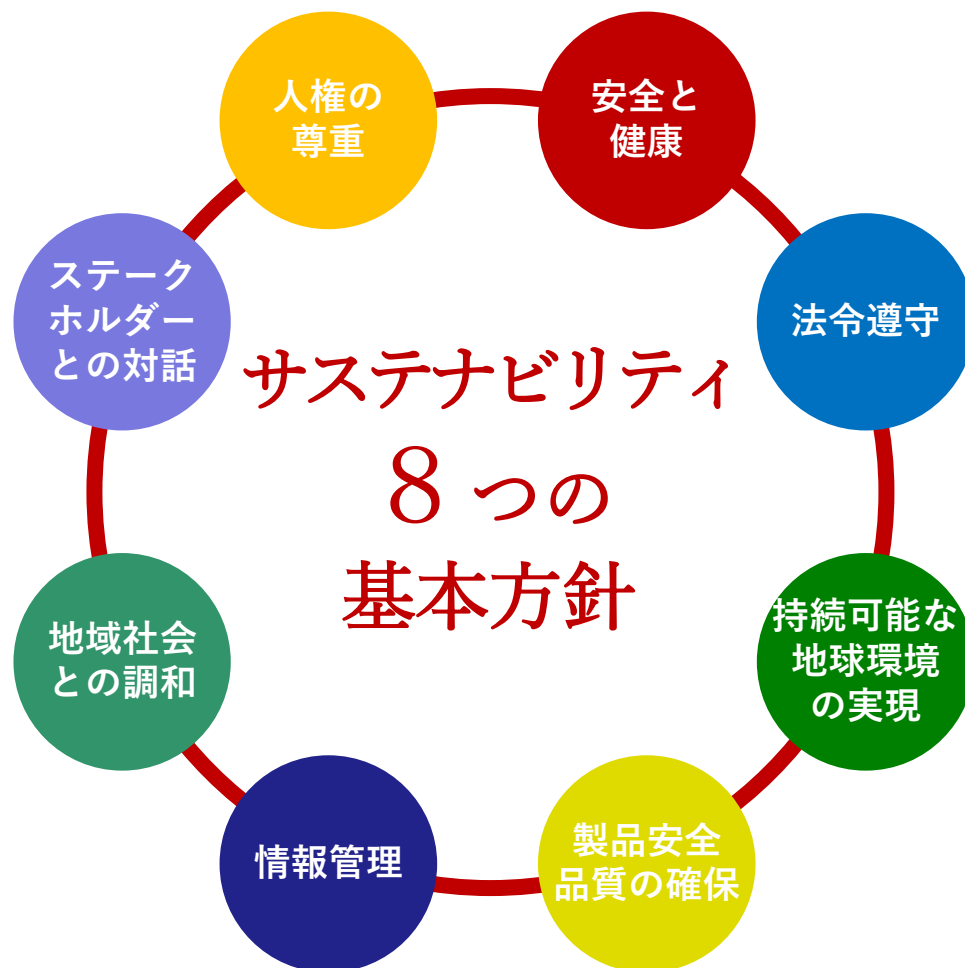 人権の
尊重
安全と
健康
ステーク
ホルダー
との対話
法令遵守
サステナビリティ
8つの
基本方針
地域社会
との調和
持続可能な
地球環境
の実現
情報管理
製品安全
品質の確保